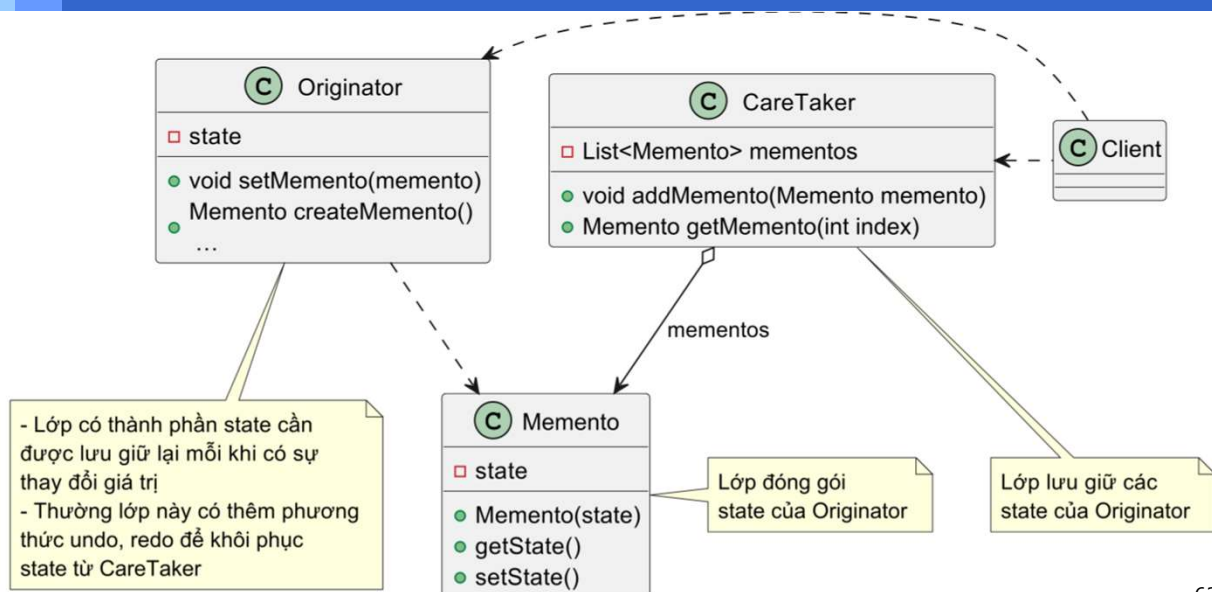 C Originator
state
void setMemento(memento)
Memento createMemento()
...
C CareTaker
List<Memento> mementos
void addMemento(Memento memento)
Memento getMemento(int index)
C Client
mementos
- Lớp có thành phần state cần
được lưu giữ lại mỗi khi có sự
thay đổi giá trị
- Thường lớp này có thêm phương
thức undo, redo để khôi phục
state từ CareTaker
C Memento
state
Memento(state)
getState()
setState()
Lớp đóng gói
state của Originator
Lớp lưu giữ các
state của Originator